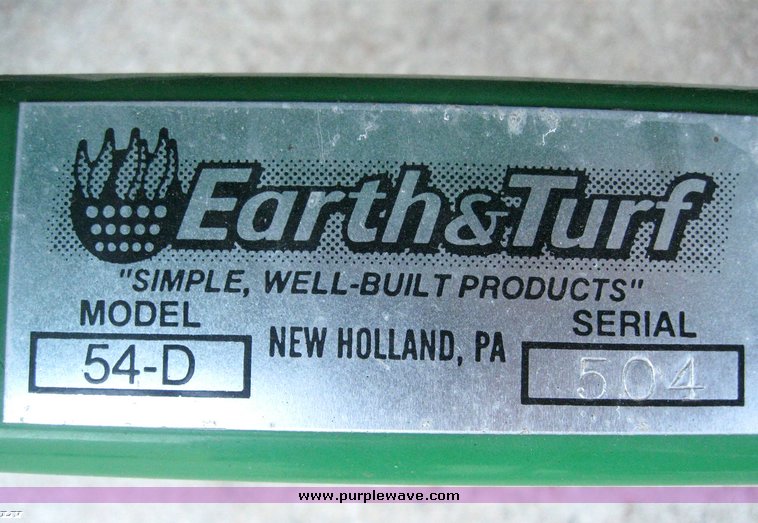 Earth & Turf
"SIMPLE, WELL-BUILT PRODUCTS"
MODEL
54-D
NEW HOLLAND, PA
SERIAL
504
www.purplewave.com